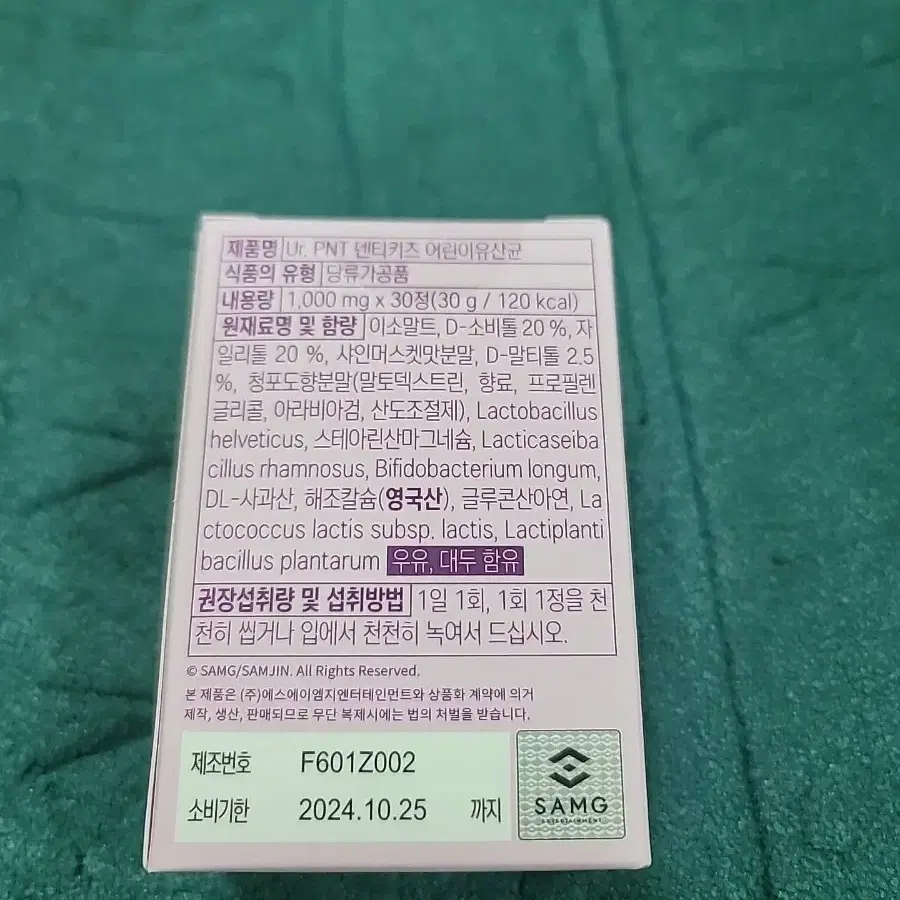 제품명 Ur. PNT 덴티키즈 어린이유산균
식품의 유형 당류가공품
내용량 1,000 mg x 30정(30 g / 120 kcal)
원재료명 및 함량 이소말트, D-소비톨 20 %, 자
일리톨 20 %, 샤인머스켓맛분말, D-말티톨 2.5
%, 청포도향분말(말토덱스트린, 향료, 프로필렌
글리콜, 아라비아검, 산도조절제), Lactobacillus
helveticus, 스테아린산마그네슘, Lacticaseiba
cillus rhamnosus, Bifidobacterium longum,
DL-사과산, 해조칼슘(영국산), 글루콘산아연, La
ctococcus lactis subsp. lactis, Lactiplanti
bacillus plantarum 우유, 대두 함유
권장섭취량 및 섭취방법 1일 1회, 1회 1정을 천
천히 씹거나 입에서 천천히 녹여서 드십시오.
© SAMG/SAMJIN. All Rights Reserved.
본 제품은 (주)에스에이엠지엔터테인먼트와 상품화 계약에 의거
제작, 생산, 판매되므로 무단 복제시에는 법의 처벌을 받습니다.
제조번호 F601Z002
소비기한 2024.10.25 까지
SAMG
ENTERTAINMENT